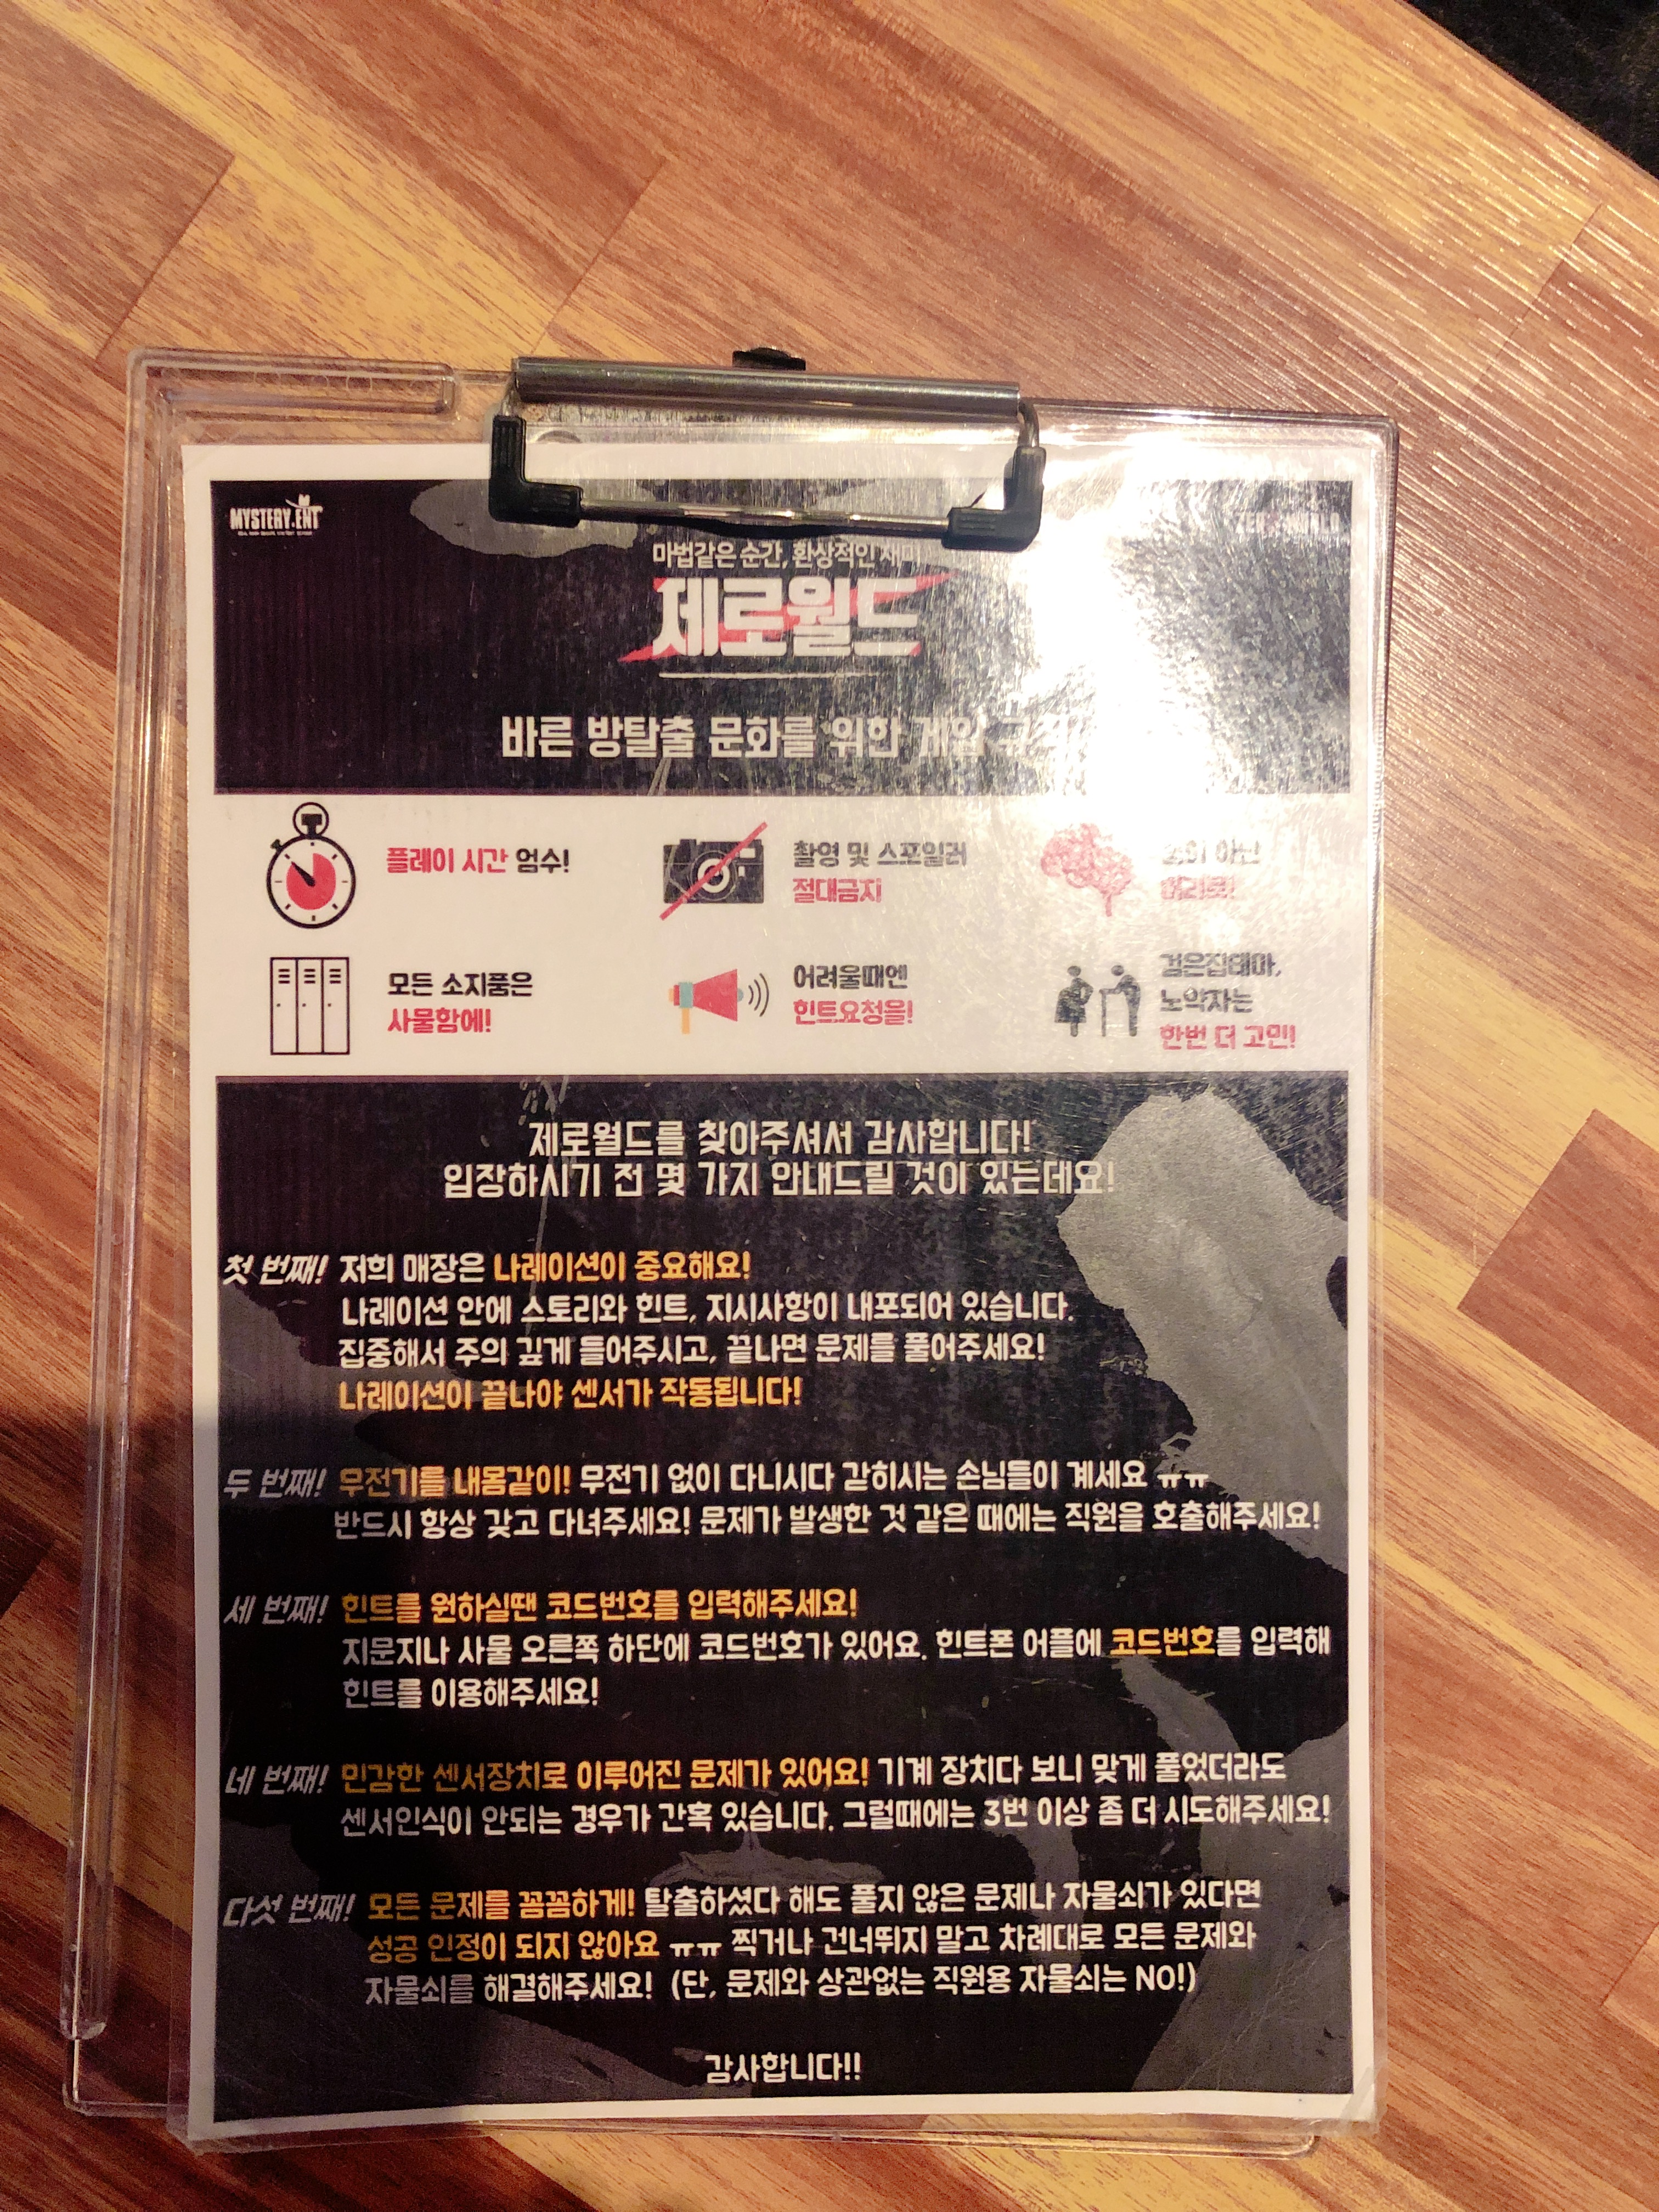 MYSTERY.ENT
마법같은 순간, 환상적인 재미
제로월드
바른 방탈출 문화를 위한 게임
플레이 시간 엄수!
촬영 및 스포일러
절대금지
힘이 아닌
머리로!
모든 소지품은
사물함에!
어려울때엔
힌트요청을!
검은집테마,
노약자는
한번 더 고민!
제로월드를 찾아주셔서 감사합니다!
입장하시기 전 몇 가지 안내드릴 것이 있는데요!
첫 번째! 저희 매장은 나레이션이 중요해요!
나레이션 안에 스토리와 힌트, 지시사항이 내포되어 있습니다.
집중해서 주의 깊게 들어주시고, 끝나면 문제를 풀어주세요!
나레이션이 끝나야 센서가 작동됩니다!
두 번째! 무전기를 내몸같이! 무전기 없이 다니시다 갇히시는 손님들이 계세요 ㅠㅠ
반드시 항상 갖고 다녀주세요! 문제가 발생한 것 같은 때에는 직원을 호출해주세요!
세 번째! 힌트를 원하실땐 코드번호를 입력해주세요!
지문지나 사물 오른쪽 하단에 코드번호가 있어요. 힌트폰 어플에 코드번호를 입력해
힌트를 이용해주세요!
네 번째! 민감한 센서장치로 이루어진 문제가 있어요! 기계 장치다 보니 맞게 풀었더라도
센서인식이 안되는 경우가 간혹 있습니다. 그럴때에는 3번 이상 좀 더 시도해주세요!
다섯 번째! 모든 문제를 꼼꼼하게! 탈출하셨다 해도 풀지 않은 문제나 자물쇠가 있다면
성공 인정이 되지 않아요 ㅠㅠ 찍거나 건너뛰지 말고 차례대로 모든 문제와
자물쇠를 해결해주세요! (단, 문제와 상관없는 직원용 자물쇠는 NO!)
감사합니다!!